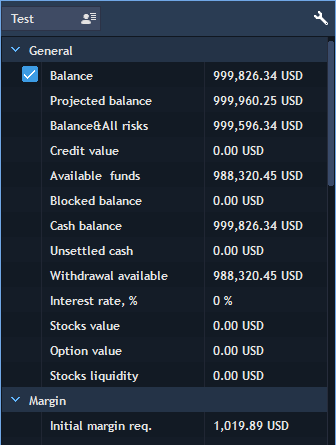 Test
General
Balance 999,826.34 USD
Projected balance 999,960.25 USD
Balance&All risks 999,596.34 USD
Credit value 0.00 USD
Available funds 988,320.45 USD
Blocked balance 0.00 USD
Cash balance 999,826.34 USD
Unsettled cash 0.00 USD
Withdrawal available 988,320.45 USD
Interest rate, % 0 %
Stocks value 0.00 USD
Option value 0.00 USD
Stocks liquidity 0.00 USD
Margin
Initial margin req. 1,019.89 USD